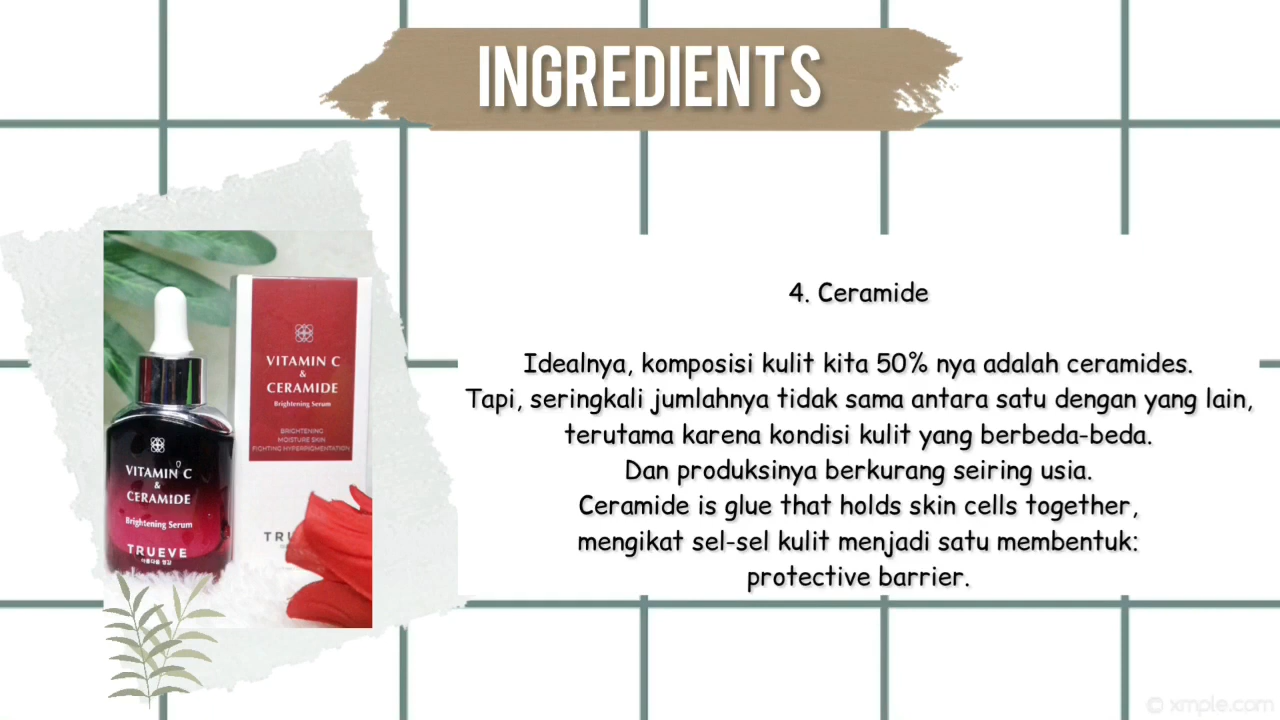 INGREDIENTS
4. Ceramide
Idealnya, komposisi kulit kita 50% nya adalah ceramides.
Tapi, seringkali jumlahnya tidak sama antara satu dengan yang lain,
terutama karena kondisi kulit yang berbeda-beda.
Dan produksinya berkurang seiring usia.
Ceramide is glue that holds skin cells together,
mengikat sel-sel kulit menjadi satu membentuk:
protective barrier.
VITAMIN C
&
CERAMIDE
Brightening Serum
BRIGHTENING
MOISTURE SKIN
FIGHTING HYPERPIGMENTATION
TRU
VITAMIN C
&
CERAMIDE
Brightening Serum
TRUEVE
© xmple.com